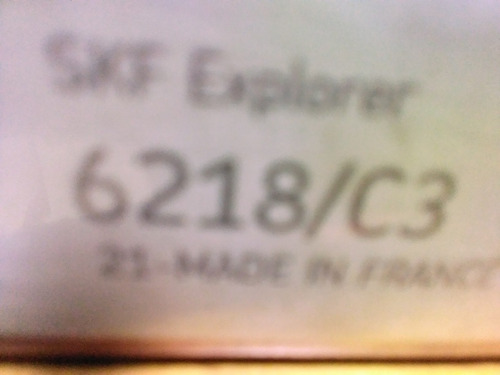 SKF Explorer
6218/C3
21-MADE IN FRANCE